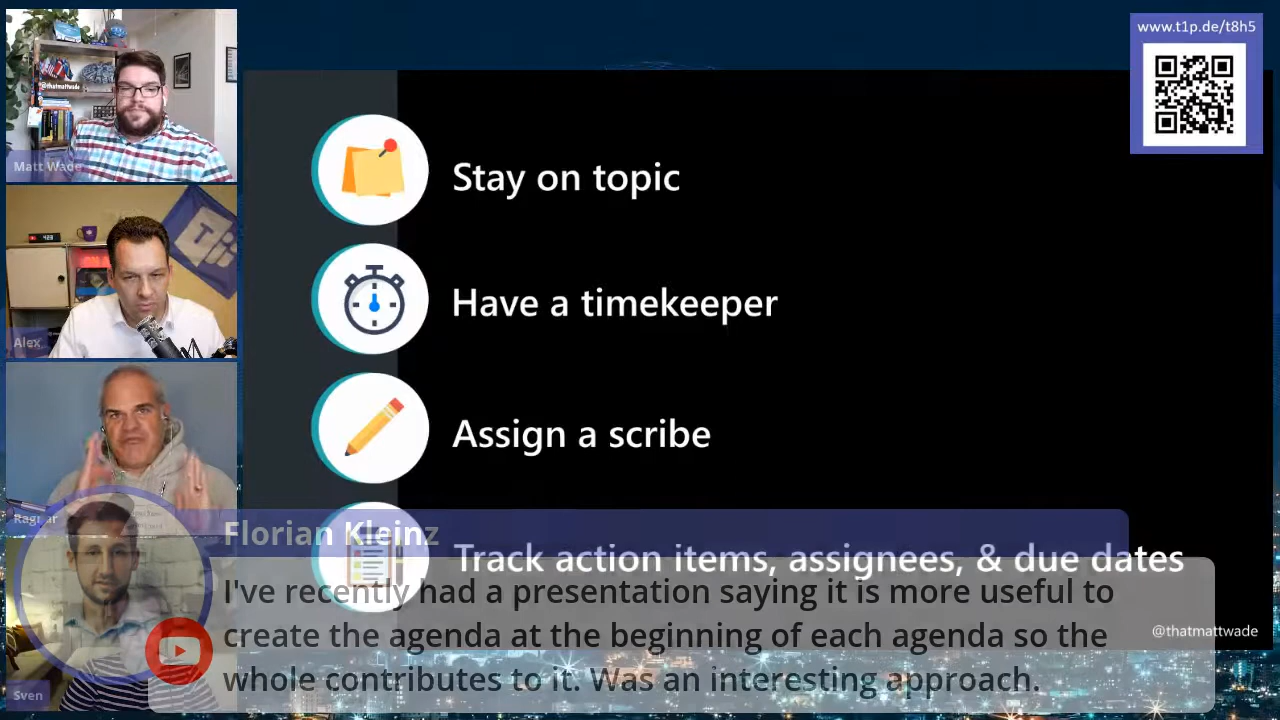 www.t1p.de/t8h5
@thatmattwade
Matt Wade
Stay on topic
Alex
Have a timekeeper
Assign a scribe
Ragnar
Track action items, assignees, & due dates
@thatmattwade
Florian Kleinz
I've recently had a presentation saying it is more useful to
create the agenda at the beginning of each agenda so the
whole contributes to it. Was an interesting approach.
Sven